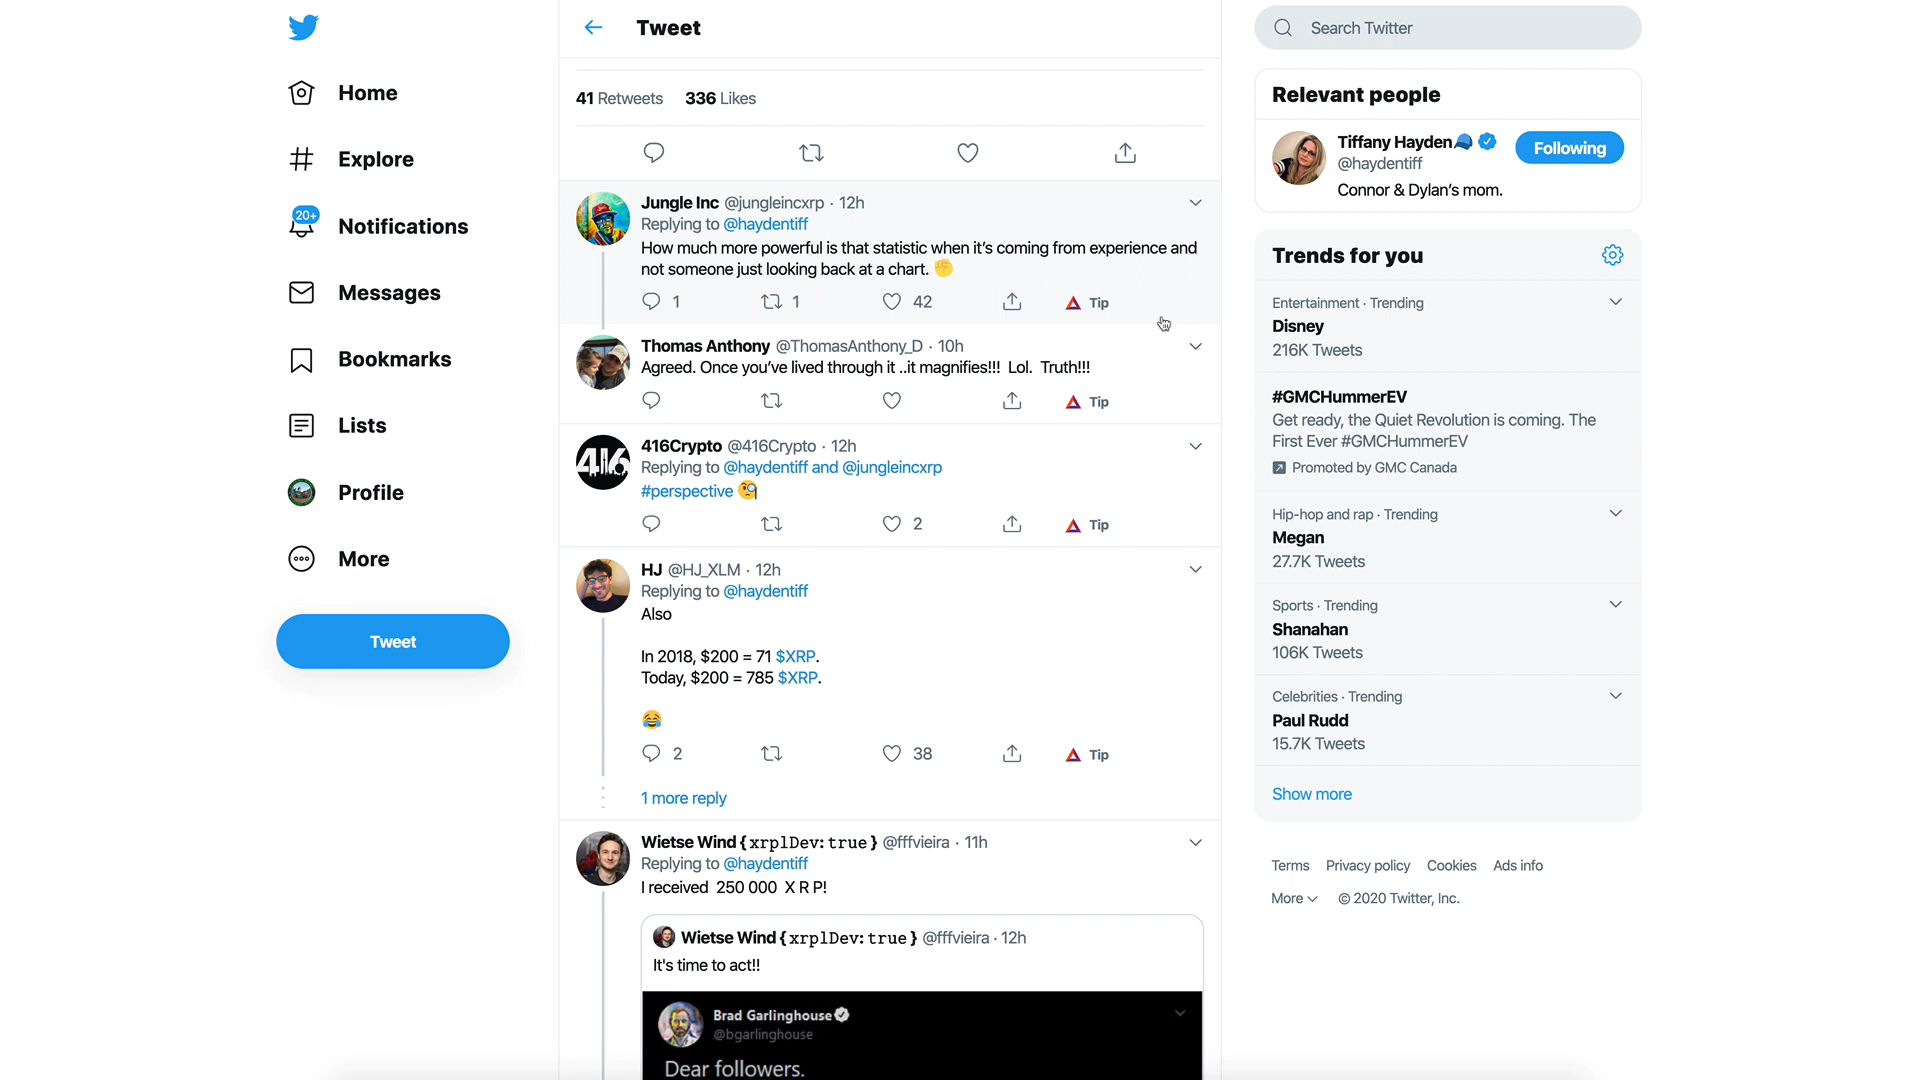 Home
Explore
20+
Notifications
Messages
Bookmarks
Lists
Profile
More
Tweet
Tweet
41 Retweets 336 Likes
Jungle Inc @jungleincxrp · 12h
Replying to @haydentiff
How much more powerful is that statistic when it's coming from experience and
not someone just looking back at a chart. ✊
1 1 42 Tip
Thomas Anthony @ThomasAnthony_D · 10h
Agreed. Once you've lived through it ..it magnifies!!! Lol. Truth!!!
Tip
416
416Crypto @416Crypto · 12h
Replying to @haydentiff and @jungleincxrp
#perspective 🧐
2 Tip
HJ @HJ_XLM · 12h
Replying to @haydentiff
Also
In 2018, $200 = 71 $XRP.
Today, $200 = 785 $XRP.
😂
2 38 Tip
1 more reply
Wietse Wind { xrplDev: true } @fffvieira · 11h
Replying to @haydentiff
I received 250 000 X R P!
Wietse Wind { xrplDev: true } @fffvieira · 12h
It's time to act!!
Brad Garlinghouse
@bgarlinghouse
Dear followers.
Search Twitter
Relevant people
Tiffany Hayden🧢
@haydentiff
Following
Connor & Dylan's mom.
Trends for you
Entertainment · Trending
Disney
216K Tweets
#GMCHummerEV
Get ready, the Quiet Revolution is coming. The
First Ever #GMCHummerEV
Promoted by GMC Canada
Hip-hop and rap · Trending
Megan
27.7K Tweets
Sports · Trending
Shanahan
106K Tweets
Celebrities · Trending
Paul Rudd
15.7K Tweets
Show more
Terms Privacy policy Cookies Ads info
More © 2020 Twitter, Inc.